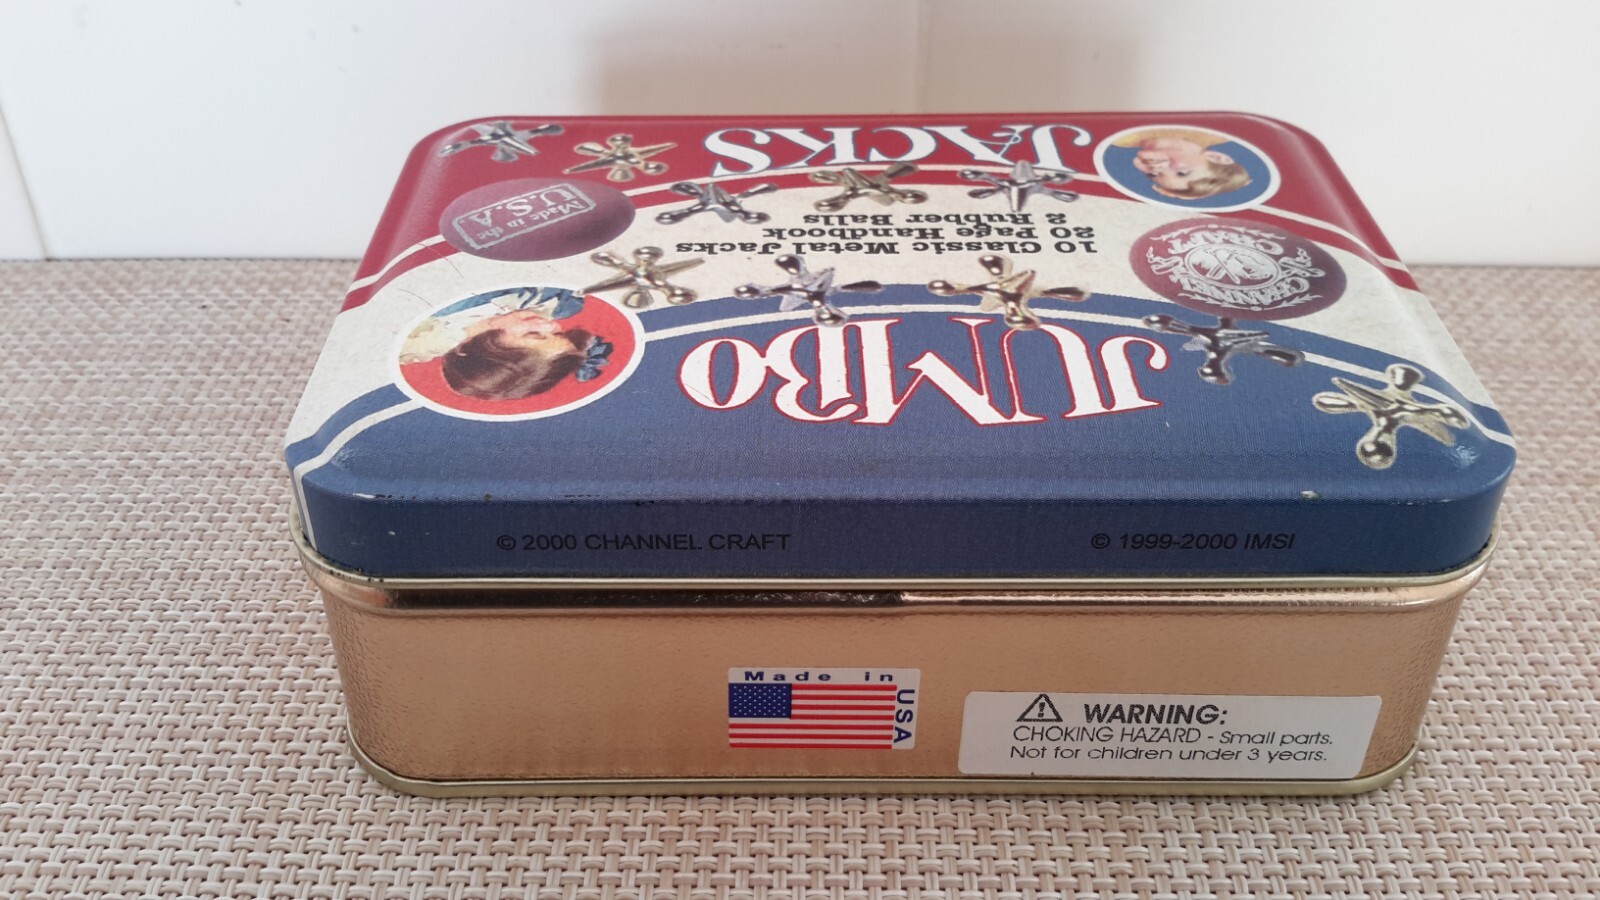 JUMBO
10 Classic Metal Jacks
20 Page Handbook
2 Rubber Balls
JACKS
CHANNEL
CRAFT
Made in the
U.S.A
© 2000 CHANNEL CRAFT
© 1999-2000 IMSI
Made in
USA
WARNING:
CHOKING HAZARD - Small parts.
Not for children under 3 years.